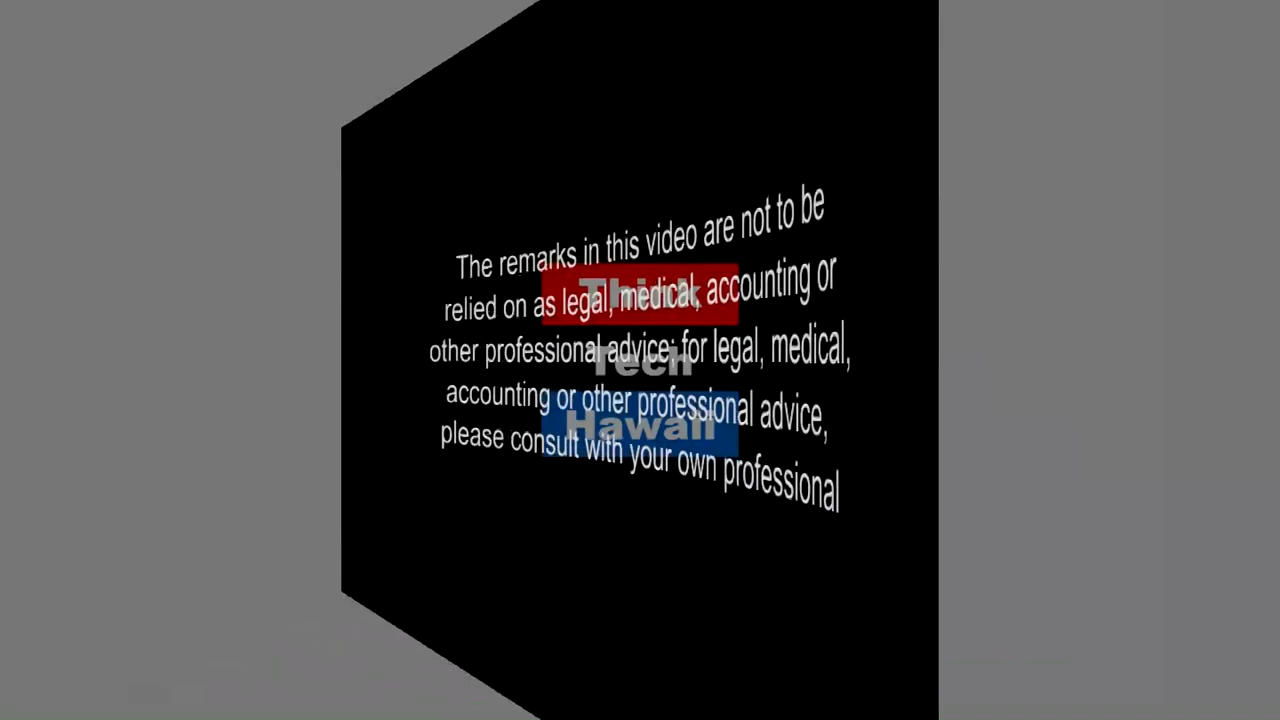 The remarks in this video are not to be
relied on as legal, medical, accounting or
other professional advice; for legal, medical,
accounting or other professional advice,
please consult with your own professional
Think
Tech
Hawaii